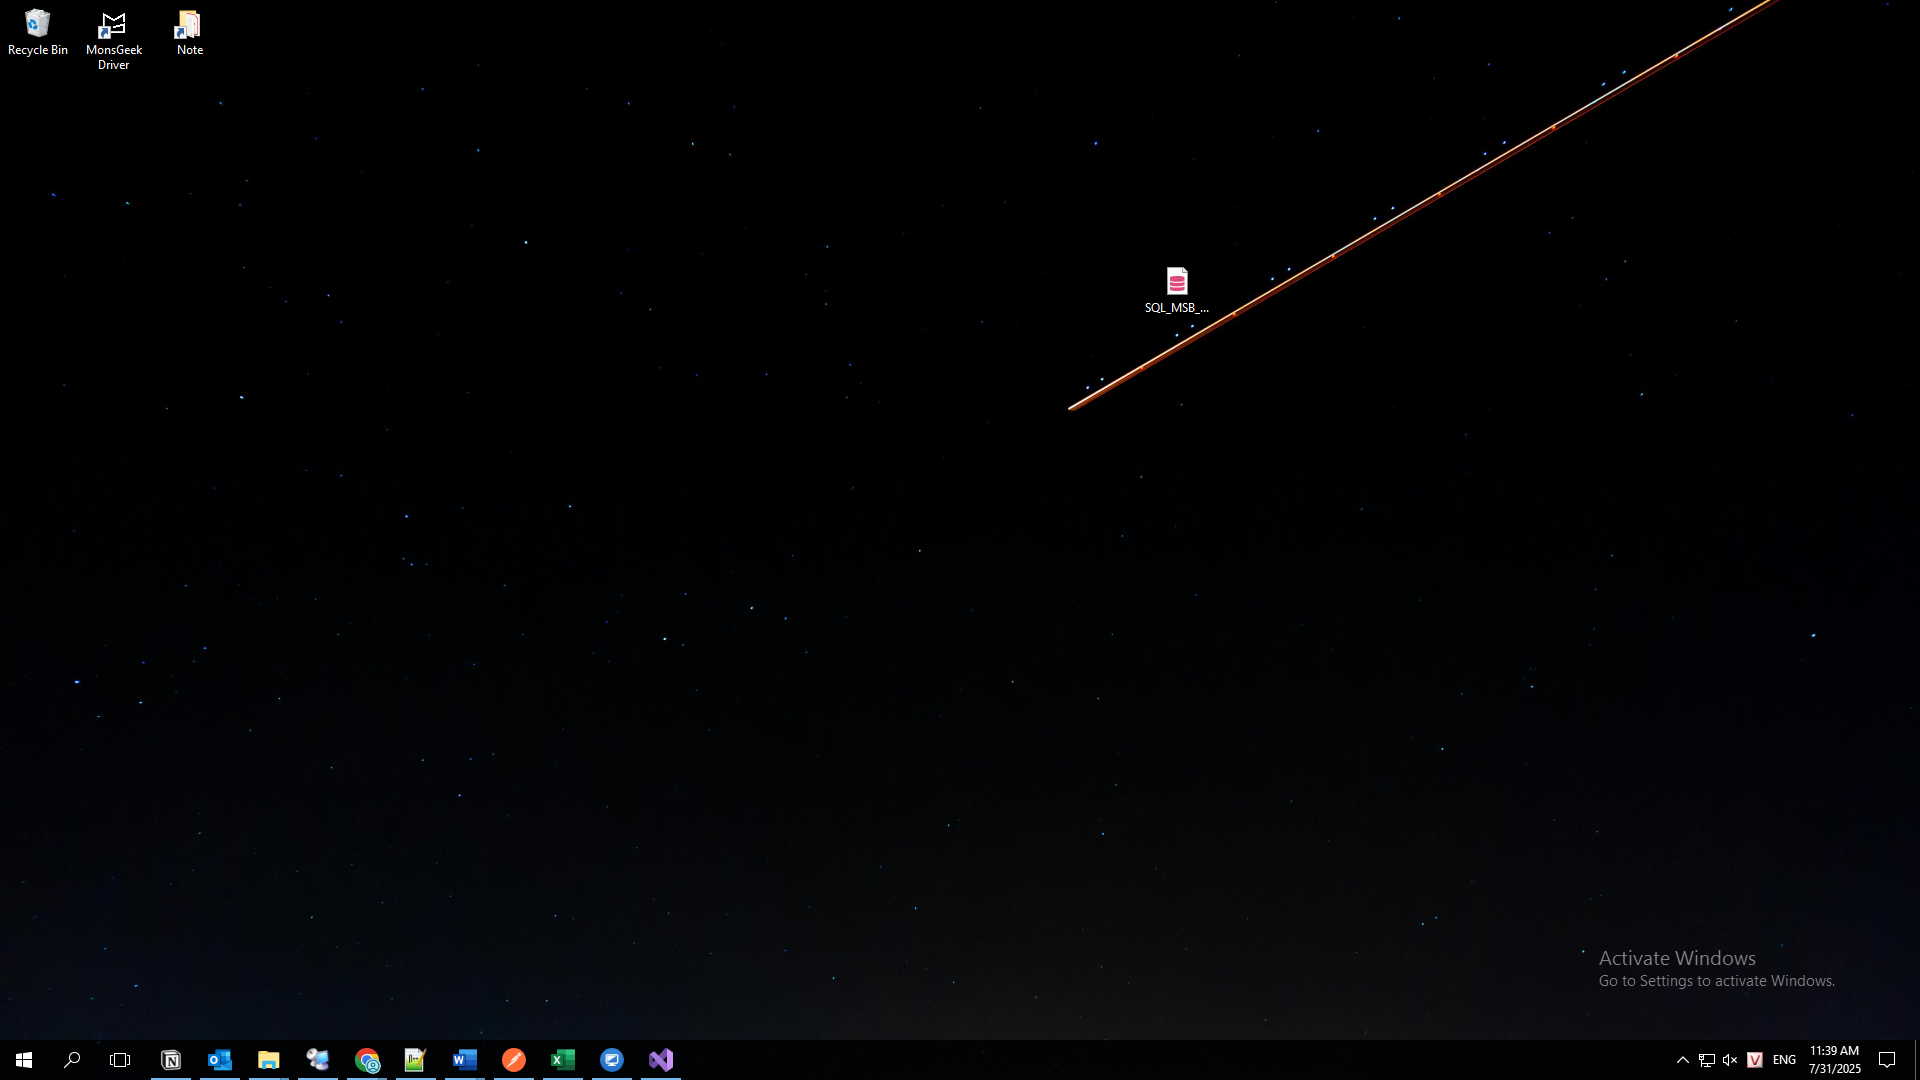 Recycle Bin
MonsGeek
Driver
Note
SQL_MSB_...
Activate Windows
Go to Settings to activate Windows.
ENG
11:39 AM
7/31/2025